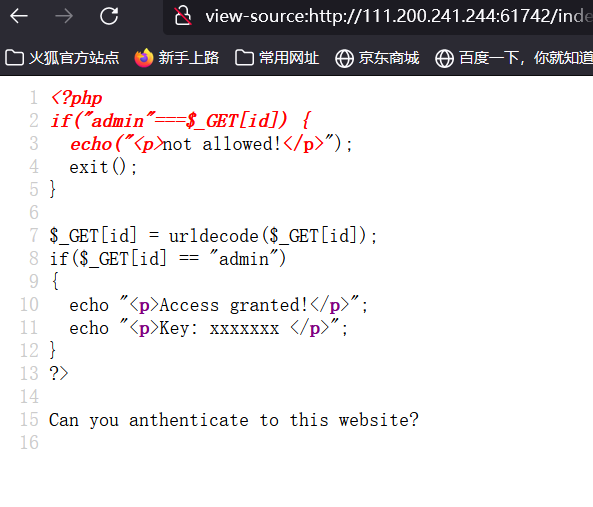 view-source:http://111.200.241.244:61742/inde
火狐官方站点 新手上路 常用网址 京东商城 百度一下，你就知道
1 <?php
2 if("admin"===$_GET[id]) {
3 echo("<p>not allowed!</p>");
4 exit();
5 }
6
7 $_GET[id] = urldecode($_GET[id]);
8 if($_GET[id] == "admin")
9 {
10 echo "<p>Access granted!</p>";
11 echo "<p>Key: xxxxxxx </p>";
12 }
13 ?>
14
15 Can you anthenticate to this website?
16